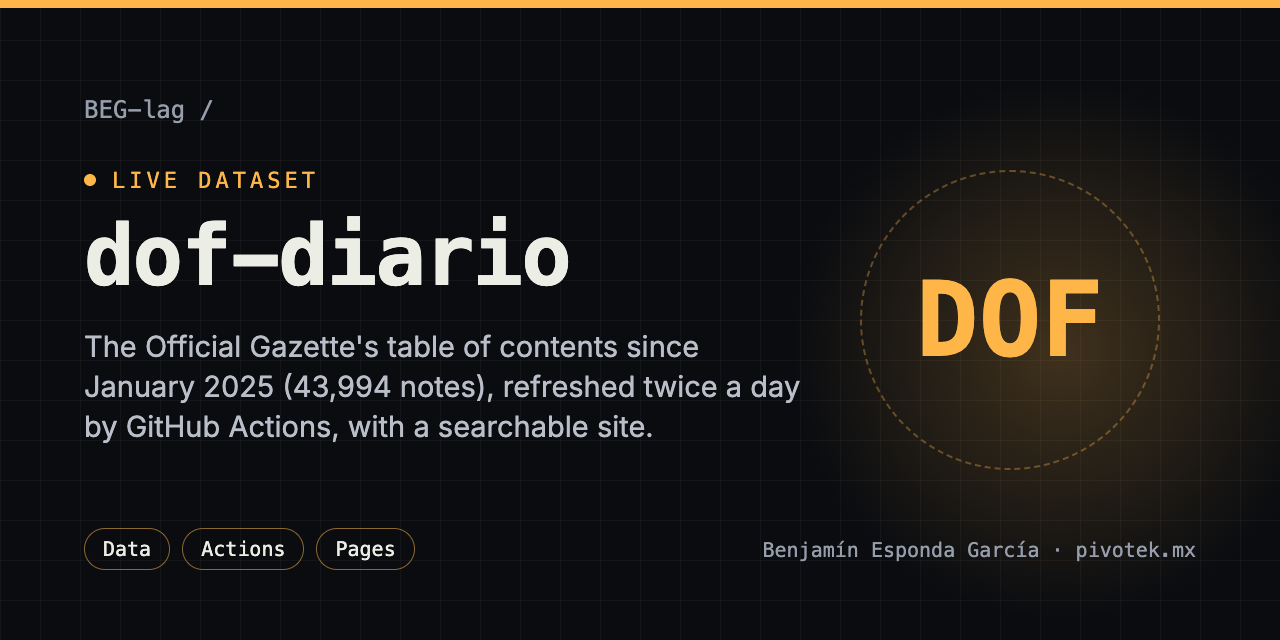 BEG-lag /
LIVE DATASET
dof-diario
The Official Gazette's table of contents since
January 2025 (43,994 notes), refreshed twice a day
by GitHub Actions, with a searchable site.
DOF
Data
Actions
Pages
Benjamín Esponda García · pivotek.mx